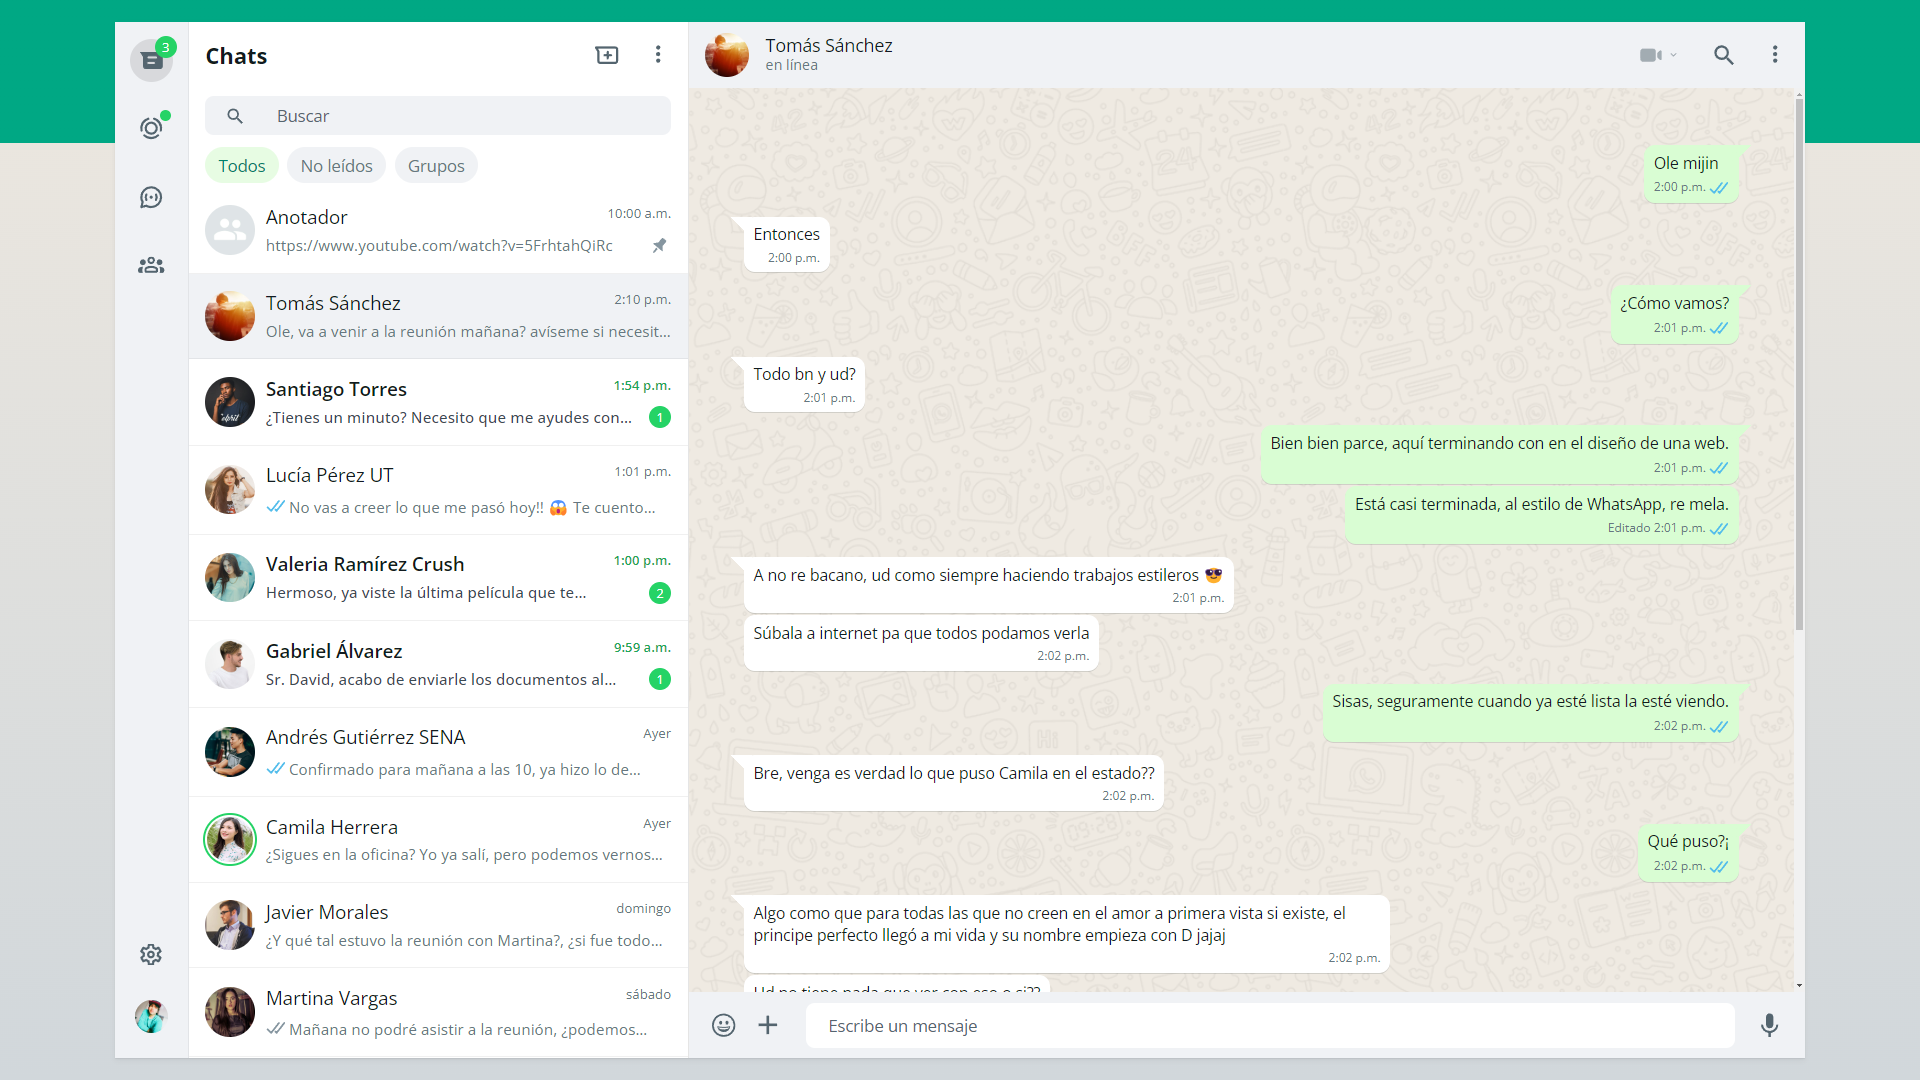 3
Chats
Buscar
Todos
No leídos
Grupos
Anotador
10:00 a.m.
https://www.youtube.com/watch?v=5FrhtahQiRc
Tomás Sánchez
2:10 p.m.
Ole, va a venir a la reunión mañana? avíseme si necesit...
Santiago Torres
1:54 p.m.
¿Tienes un minuto? Necesito que me ayudes con...
1
Lucía Pérez UT
1:01 p.m.
No vas a creer lo que me pasó hoy!! 😱 Te cuento...
Valeria Ramírez Crush
1:00 p.m.
Hermoso, ya viste la última película que te...
2
Gabriel Álvarez
9:59 a.m.
Sr. David, acabo de enviarle los documentos al...
1
Andrés Gutiérrez SENA
Ayer
Confirmado para mañana a las 10, ya hizo lo de...
Camila Herrera
Ayer
¿Sigues en la oficina? Yo ya salí, pero podemos vernos...
Javier Morales
domingo
¿Y qué tal estuvo la reunión con Martina?, ¿si fue todo...
Martina Vargas
sábado
Mañana no podré asistir a la reunión, ¿podemos...
Tomás Sánchez
en línea
Ole mijin
2:00 p.m.
Entonces
2:00 p.m.
¿Cómo vamos?
2:01 p.m.
Todo bn y ud?
2:01 p.m.
Bien bien parce, aquí terminando con en el diseño de una web.
2:01 p.m.
Está casi terminada, al estilo de WhatsApp, re mela.
Editado 2:01 p.m.
A no re bacano, ud como siempre haciendo trabajos estileros 😎
2:01 p.m.
Súbala a internet pa que todos podamos verla
2:02 p.m.
Sisas, seguramente cuando ya esté lista la esté viendo.
2:02 p.m.
Bre, venga es verdad lo que puso Camila en el estado??
2:02 p.m.
Qué puso?¡
2:02 p.m.
Algo como que para todas las que no creen en el amor a primera vista si existe, el
principe perfecto llegó a mi vida y su nombre empieza con D jajaj
2:02 p.m.
Ud no tiene nada que ver con eso o si??
Escribe un mensaje